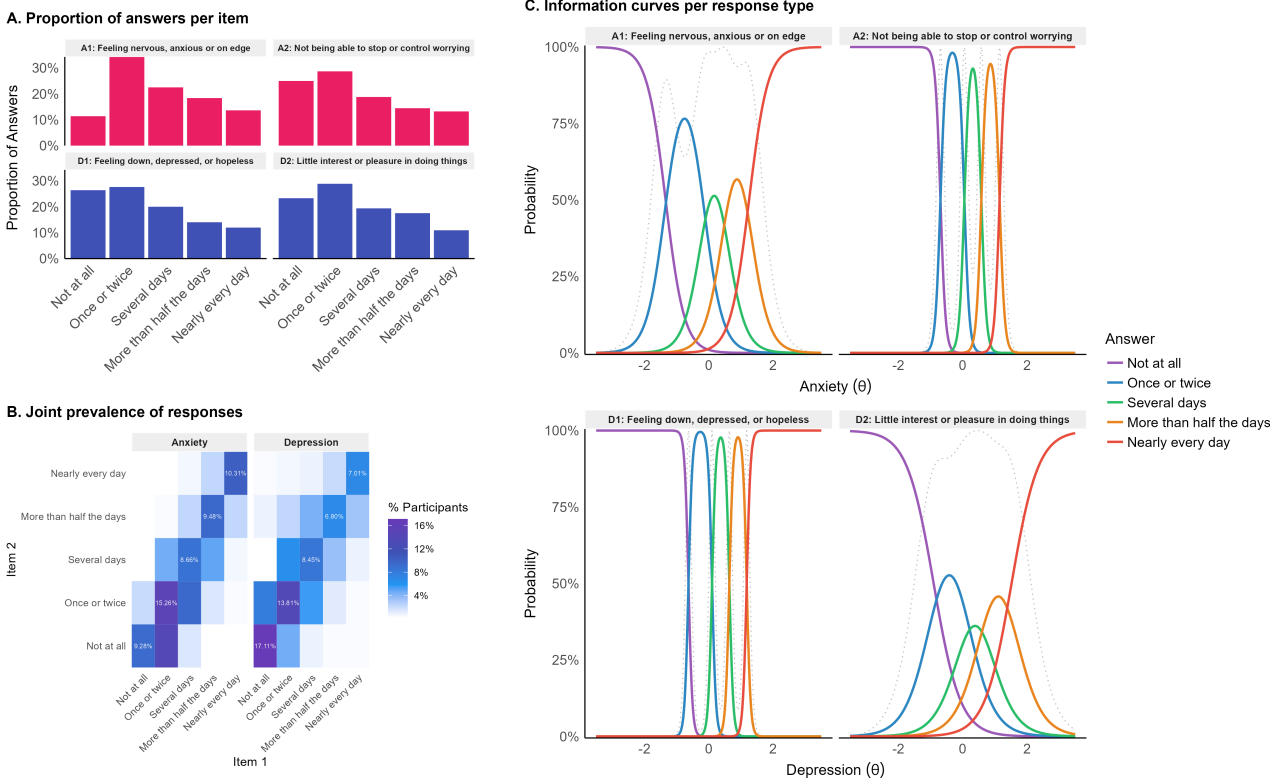 A. Proportion of answers per item
A1: Feeling nervous, anxious or on edge
A2: Not being able to stop or control worrying
30%
20%
10%
0%
D1: Feeling down, depressed, or hopeless
D2: Little interest or pleasure in doing things
30%
20%
10%
0%
Proportion of Answers
Not at all
Once or twice
Several days
More than half the days
Nearly every day
Not at all
Once or twice
Several days
More than half the days
Nearly every day
B. Joint prevalence of responses
Anxiety
Depression
Nearly every day
More than half the days
Several days
Once or twice
Not at all
Item 2
10.31%
7.01%
9.48%
6.80%
8.66%
8.45%
15.26%
13.61%
9.28%
17.11%
Not at all
Once or twice
Several days
More than half the days
Nearly every day
Not at all
Once or twice
Several days
More than half the days
Nearly every day
Item 1
% Participants
16%
12%
8%
4%
C. Information curves per response type
A1: Feeling nervous, anxious or on edge
A2: Not being able to stop or control worrying
100%
75%
50%
25%
0%
Probability
-2 0 2
-2 0 2
Anxiety (θ)
D1: Feeling down, depressed, or hopeless
D2: Little interest or pleasure in doing things
100%
75%
50%
25%
0%
Probability
-2 0 2
-2 0 2
Depression (θ)
Answer
Not at all
Once or twice
Several days
More than half the days
Nearly every day